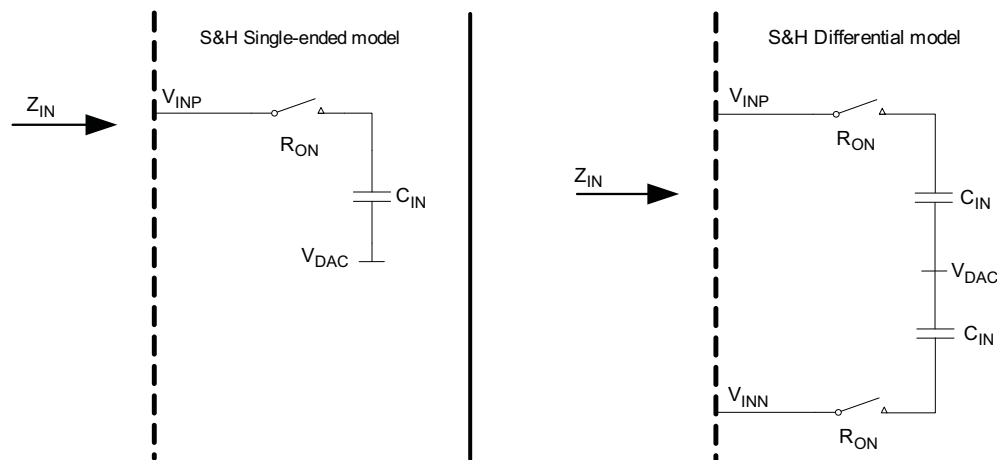 S&H Single-ended model
V_INP
Z_IN
R_ON
C_IN
V_DAC
S&H Differential model
V_INP
R_ON
Z_IN
C_IN
V_DAC
C_IN
V_INN
R_ON